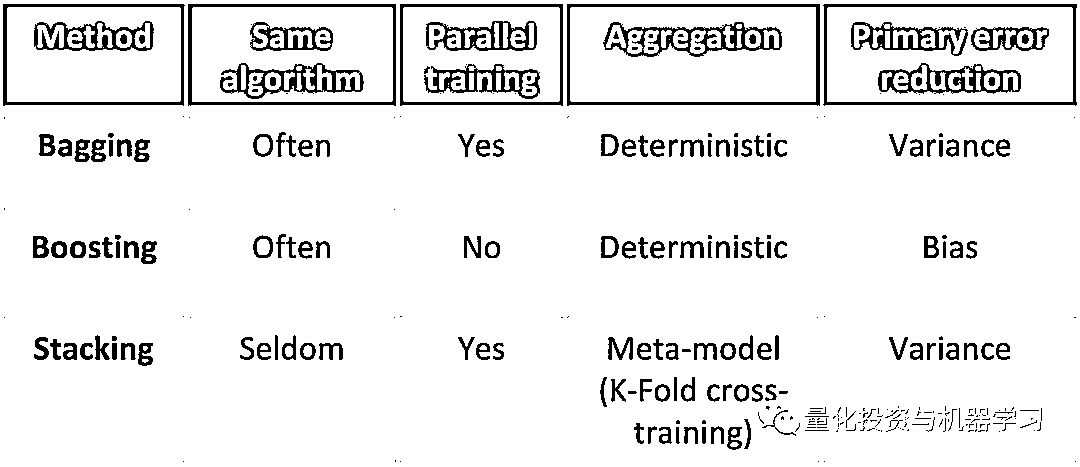 Method Same algorithm Parallel training Aggregation Primary error reduction
Bagging Often Yes Deterministic Variance
Boosting Often No Deterministic Bias
Stacking Seldom Yes Meta-model (K-Fold cross-training) Variance
量化投资与机器学习